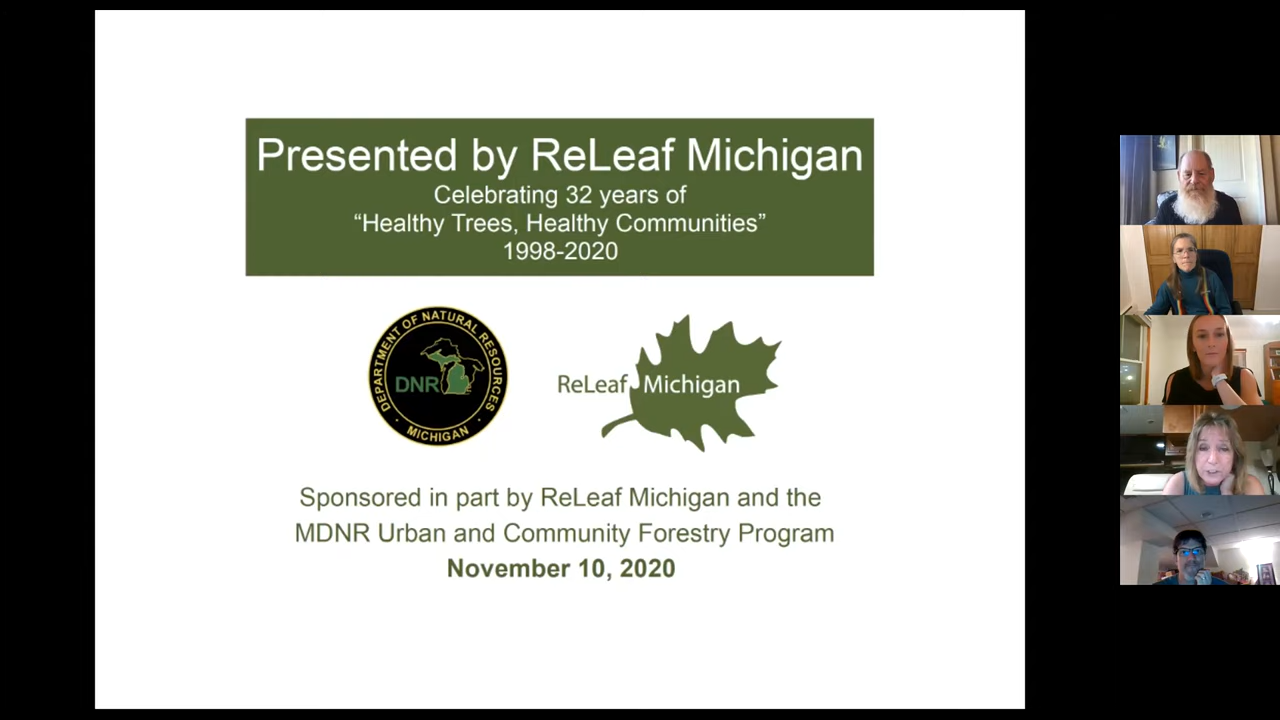 Presented by ReLeaf Michigan
Celebrating 32 years of
“Healthy Trees, Healthy Communities”
1998-2020
DEPARTMENT OF NATURAL RESOURCES
DNR
• MICHIGAN •
ReLeaf Michigan
Sponsored in part by ReLeaf Michigan and the
MDNR Urban and Community Forestry Program
November 10, 2020